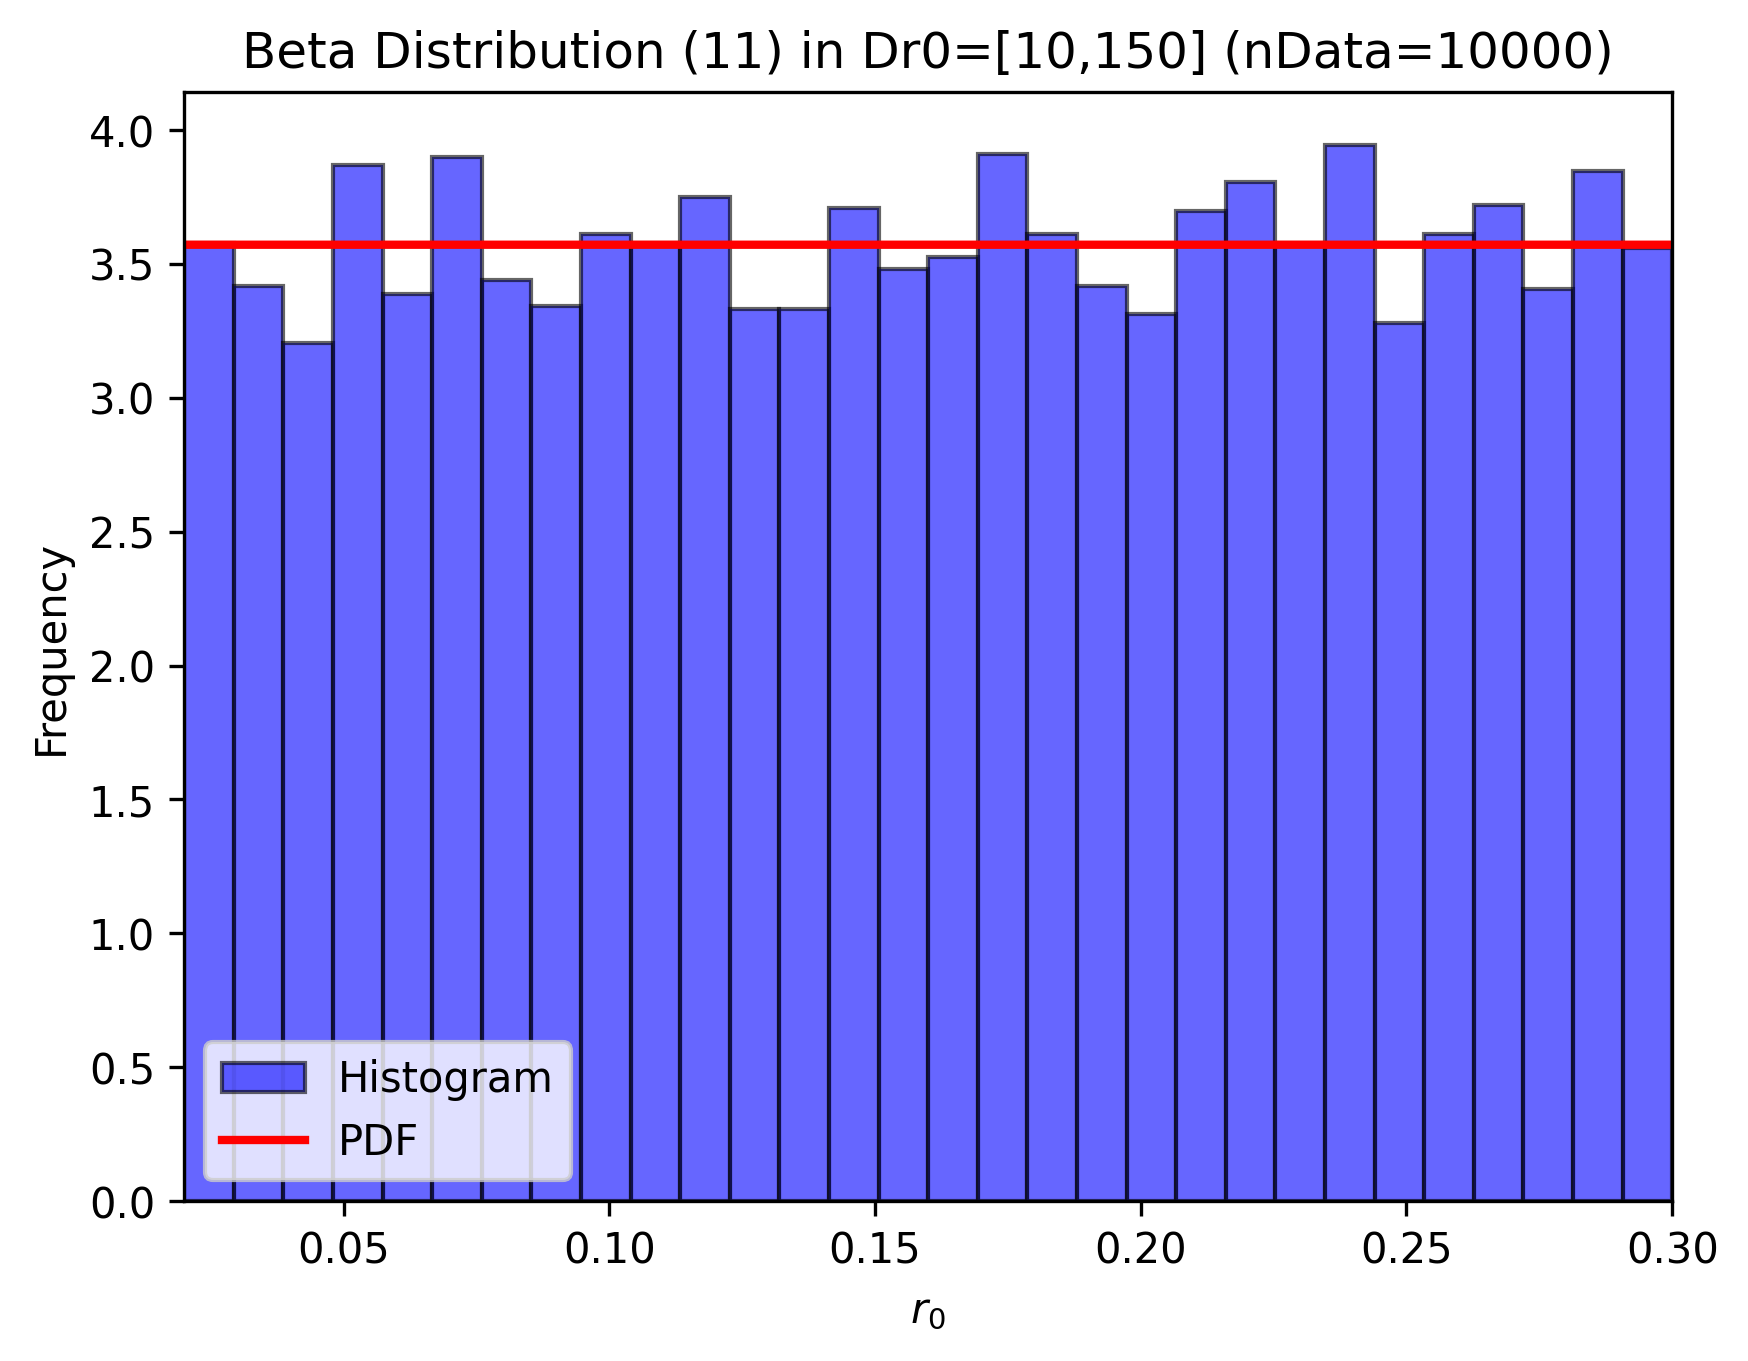 Beta Distribution (11) in Dr0=[10,150] (nData=10000)
Frequency
4.0
3.5
3.0
2.5
2.0
1.5
1.0
0.5
0.0
Histogram
PDF
0.05 0.10 0.15 0.20 0.25 0.30
r₀